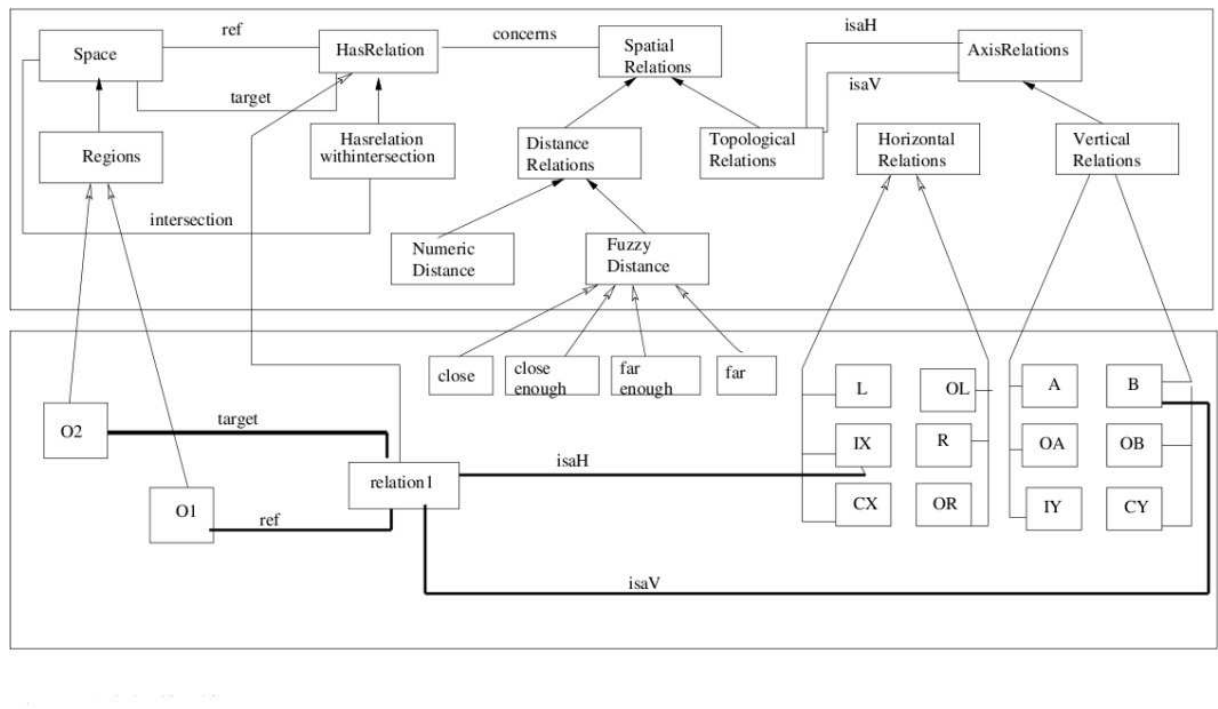 ref
concerns
isaH
Space
HasRelation
Spatial
Relations
AxisRelations
isaV
target
Regions
Hasrelation
withintersection
Distance
Relations
Topological
Relations
Horizontal
Relations
Vertical
Relations
intersection
Numeric
Distance
Fuzzy
Distance
close
close
enough
far
enough
far
L
OL
A
B
O2
target
IX
R
OA
OB
isaH
relation1
O1
ref
CX
OR
IY
CY
isaV